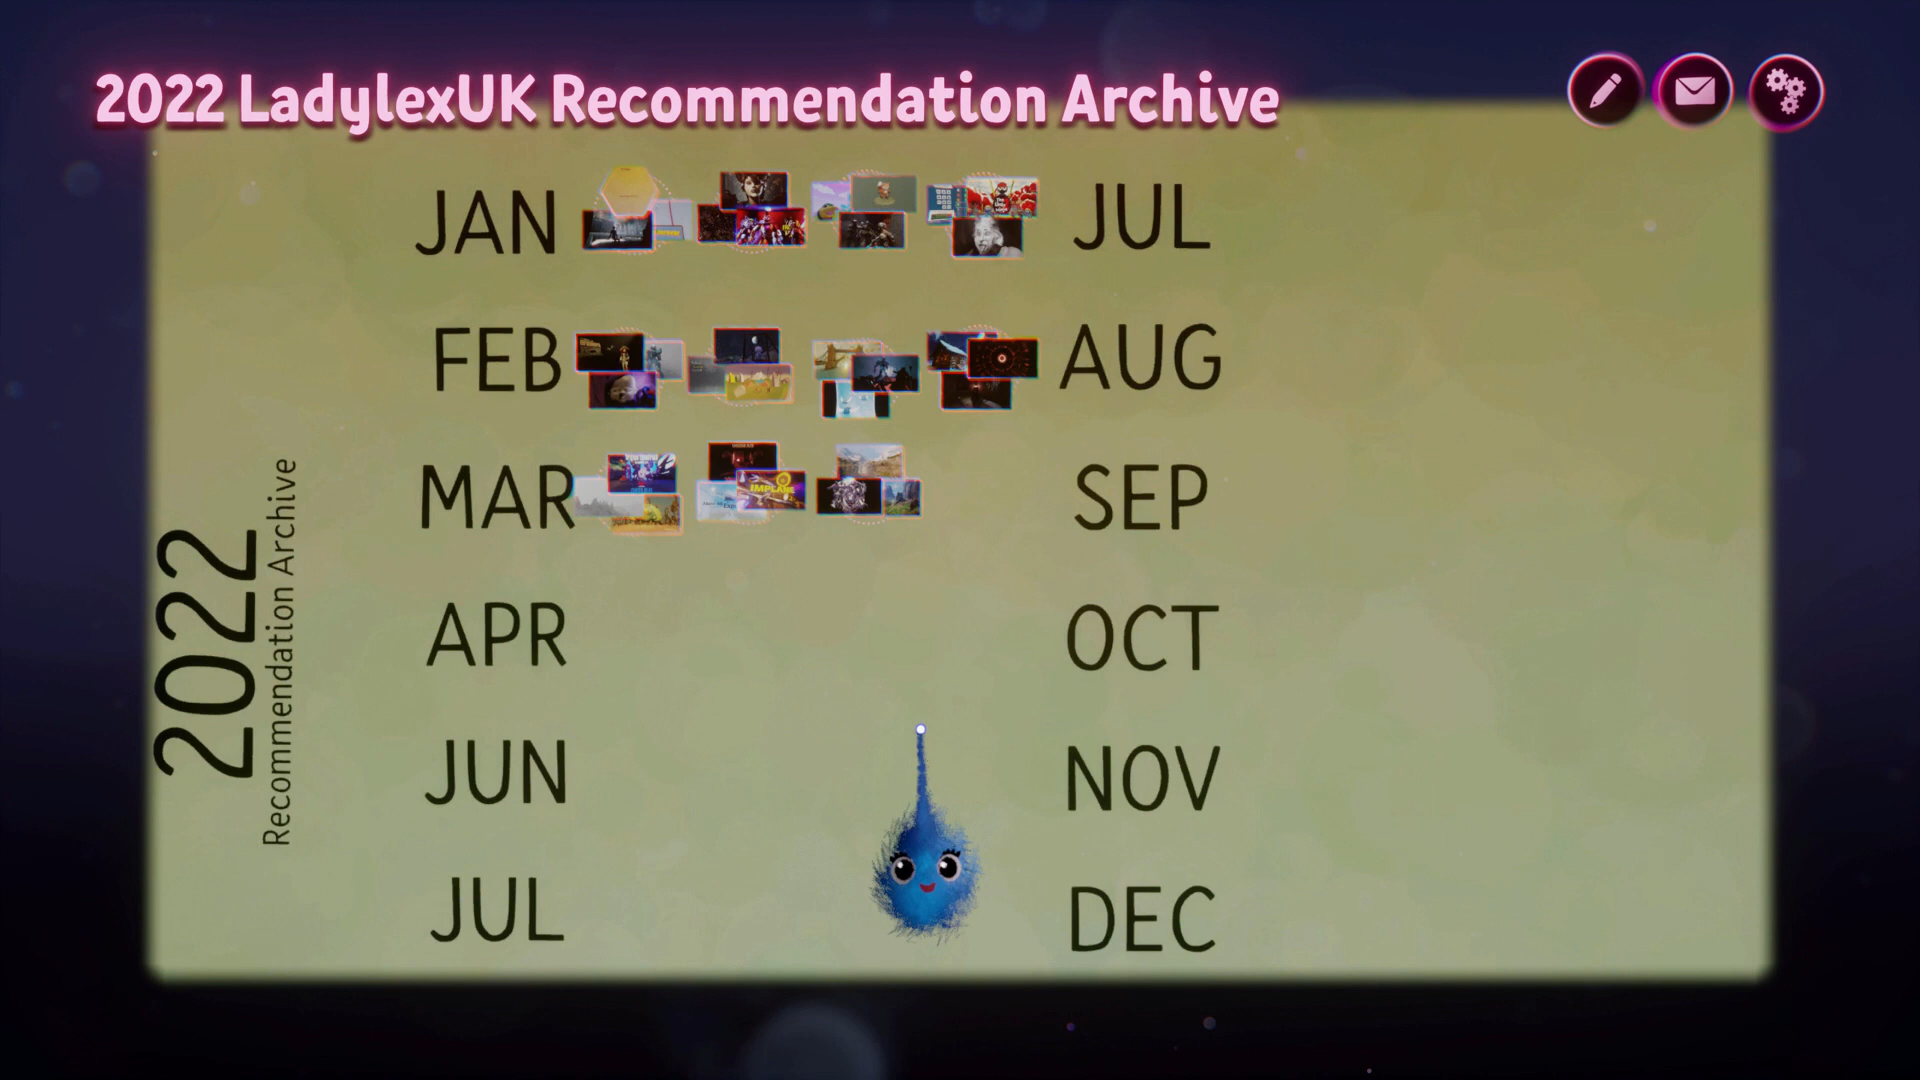 2022 LadylexUK Recommendation Archive
JAN
FEB
MAR
APR
JUN
JUL
JUL
AUG
SEP
OCT
NOV
DEC
2022
Recommendation Archive